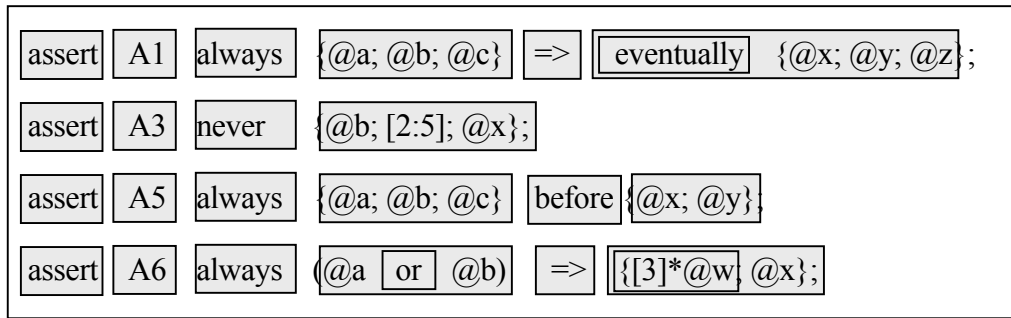 assert A1 always {@a; @b; @c} => eventually {@x; @y; @z};
assert A3 never {@b; [2:5]; @x};
assert A5 always {@a; @b; @c} before {@x; @y};
assert A6 always (@a or @b) => {[3]*@w; @x};